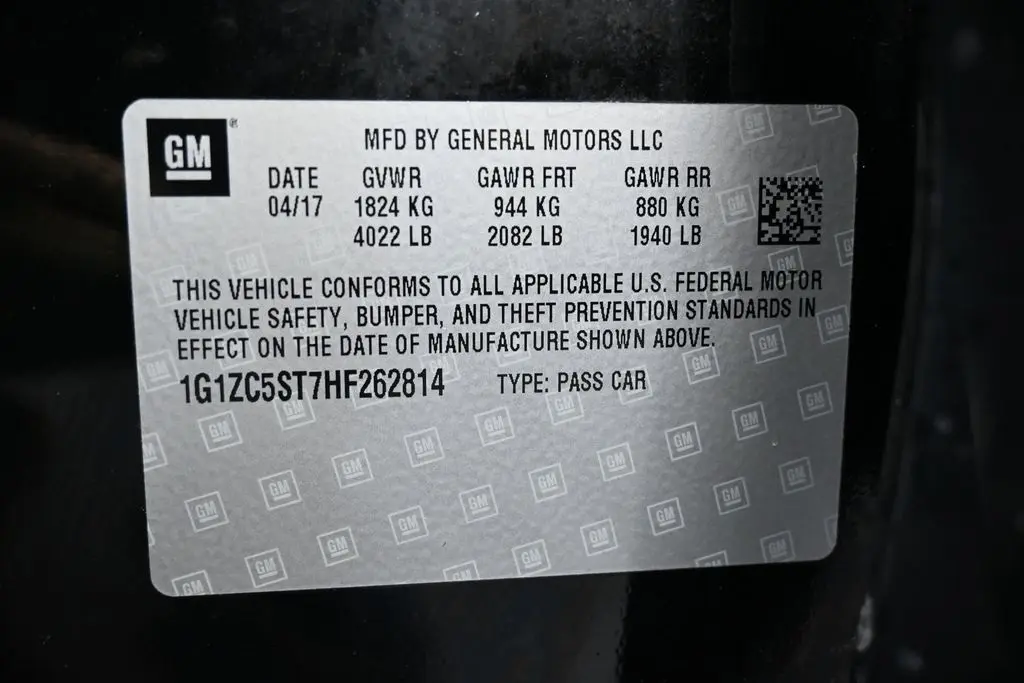 GM
MFD BY GENERAL MOTORS LLC
DATE GVWR GAWR FRT GAWR RR
04/17 1824 KG 944 KG 880 KG
4022 LB 2082 LB 1940 LB
THIS VEHICLE CONFORMS TO ALL APPLICABLE U.S. FEDERAL MOTOR
VEHICLE SAFETY, BUMPER, AND THEFT PREVENTION STANDARDS IN
EFFECT ON THE DATE OF MANUFACTURE SHOWN ABOVE.
1G1ZC5ST7HF262814 TYPE: PASS CAR